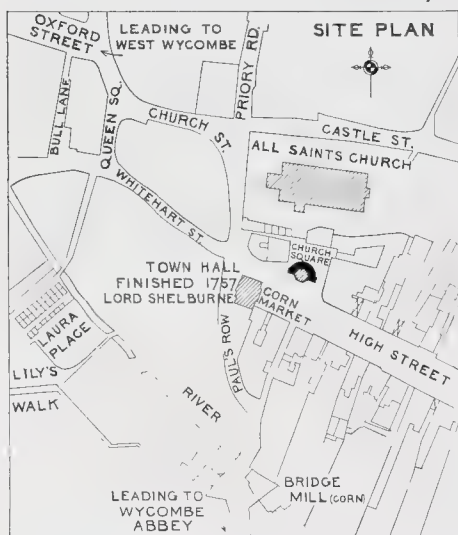 OXFORD
STREET
LEADING TO
WEST WYCOMBE
PRIORY RD.
SITE PLAN
BULL LANE
QUEEN SQ.
CHURCH ST.
CASTLE ST.
ALL SAINTS CHURCH
WHITEHART ST.
CHURCH
SQUARE
TOWN HALL
FINISHED 1757
LORD SHELBURNE
CORN
MARKET
HIGH STREET
LAURA
PLACE
PAUL'S ROW
LILY'S
WALK
RIVER
BRIDGE
MILL (CORN)
LEADING TO
WYCOMBE
ABBEY